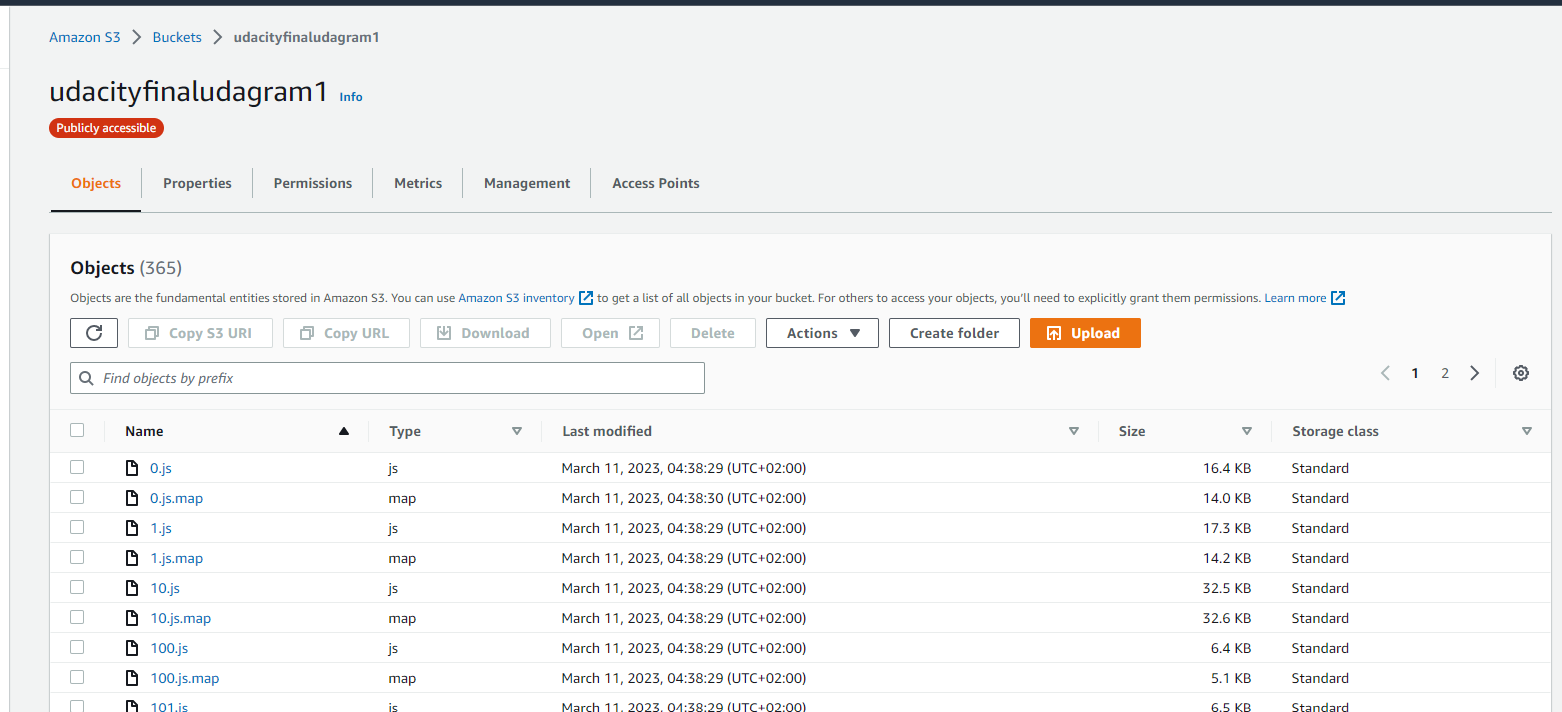 Amazon S3 > Buckets > udacityfinaludagram1
udacityfinaludagram1 Info
Publicly accessible
Objects Properties Permissions Metrics Management Access Points
Objects (365)
Objects are the fundamental entities stored in Amazon S3. You can use Amazon S3 inventory to get a list of all objects in your bucket. For others to access your objects, you'll need to explicitly grant them permissions. Learn more
Copy S3 URI Copy URL Download Open Delete Actions Create folder Upload
Find objects by prefix
1 2
Name Type Last modified Size Storage class
0.js js March 11, 2023, 04:38:29 (UTC+02:00) 16.4 KB Standard
0.js.map map March 11, 2023, 04:38:30 (UTC+02:00) 14.0 KB Standard
1.js js March 11, 2023, 04:38:29 (UTC+02:00) 17.3 KB Standard
1.js.map map March 11, 2023, 04:38:29 (UTC+02:00) 14.2 KB Standard
10.js js March 11, 2023, 04:38:29 (UTC+02:00) 32.5 KB Standard
10.js.map map March 11, 2023, 04:38:29 (UTC+02:00) 32.6 KB Standard
100.js js March 11, 2023, 04:38:29 (UTC+02:00) 6.4 KB Standard
100.js.map map March 11, 2023, 04:38:29 (UTC+02:00) 5.1 KB Standard
101.js js March 11, 2023, 04:38:29 (UTC+02:00) 6.5 KB Standard